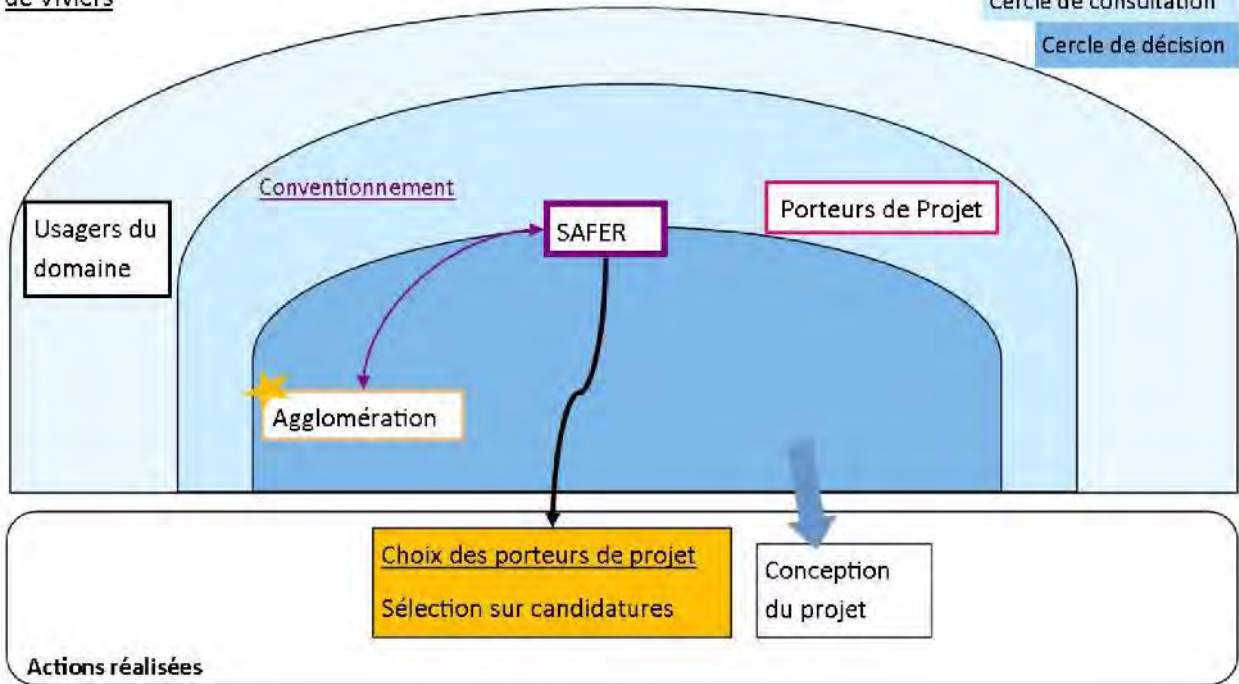 de Viviers
Cercle de consultation
Cercle de décision
Conventionnement
Usagers du
domaine
SAFER
Porteurs de Projet
Agglomération
Choix des porteurs de projet
Sélection sur candidatures
Conception
du projet
Actions réalisées